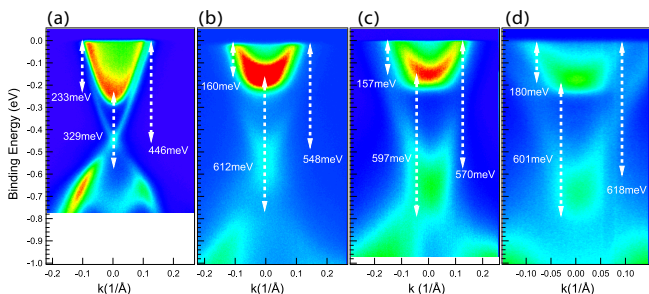 (a) (b) (c) (d)
Binding Energy (eV)
0.0
-0.1
-0.2
-0.3
-0.4
-0.5
-0.6
-0.7
-0.8
-0.9
-1.0
233meV
329meV
446meV
160meV
612meV
548meV
157meV
597meV
570meV
180meV
601meV
618meV
-0.2 -0.1 0.0 0.1 0.2
-0.2 -0.1 0.0 0.1 0.2
-0.2 -0.1 0.0 0.1 0.2
-0.10 -0.05 0.00 0.05 0.10
k(1/Å) k(1/Å) k(1/Å) k(1/Å)